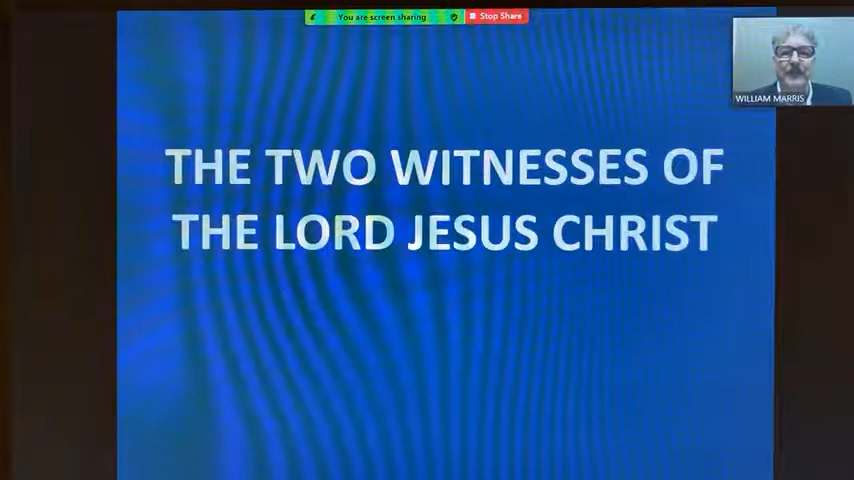 You are screen sharing
Stop Share
WILLIAM MARRIS
THE TWO WITNESSES OF
THE LORD JESUS CHRIST